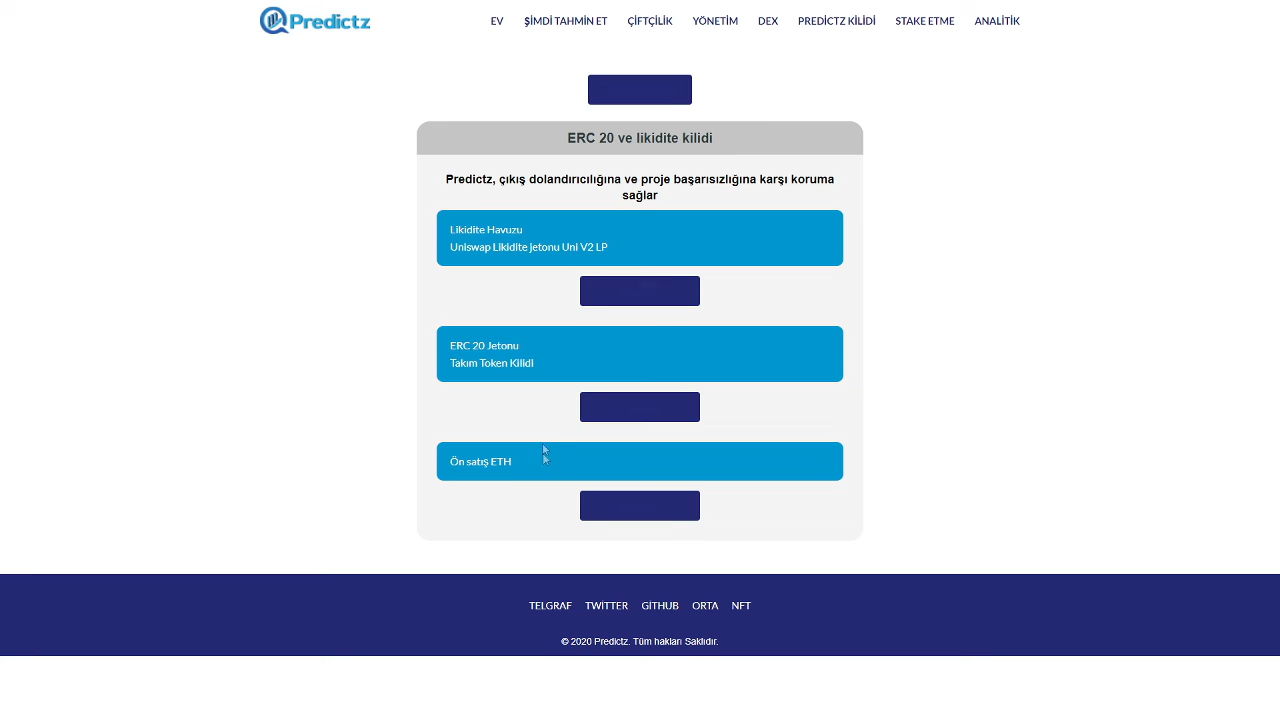 Predictz
EV ŞİMDİ TAHMİN ET ÇİFTÇİLİK YÖNETİM DEX PREDİCTZ KİLİDİ STAKE ETME ANALİTİK
ERC 20 ve likidite kilidi
Predictz, çıkış dolandırıcılığına ve proje başarısızlığına karşı koruma
sağlar
Likidite Havuzu
Uniswap Likidite jetonu Uni V2 LP
ERC 20 Jetonu
Takım Token Kilidi
Ön satış ETH
TELGRAF TWİTTER GİTHUB ORTA NFT
© 2020 Predictz. Tüm hakları Saklıdır.